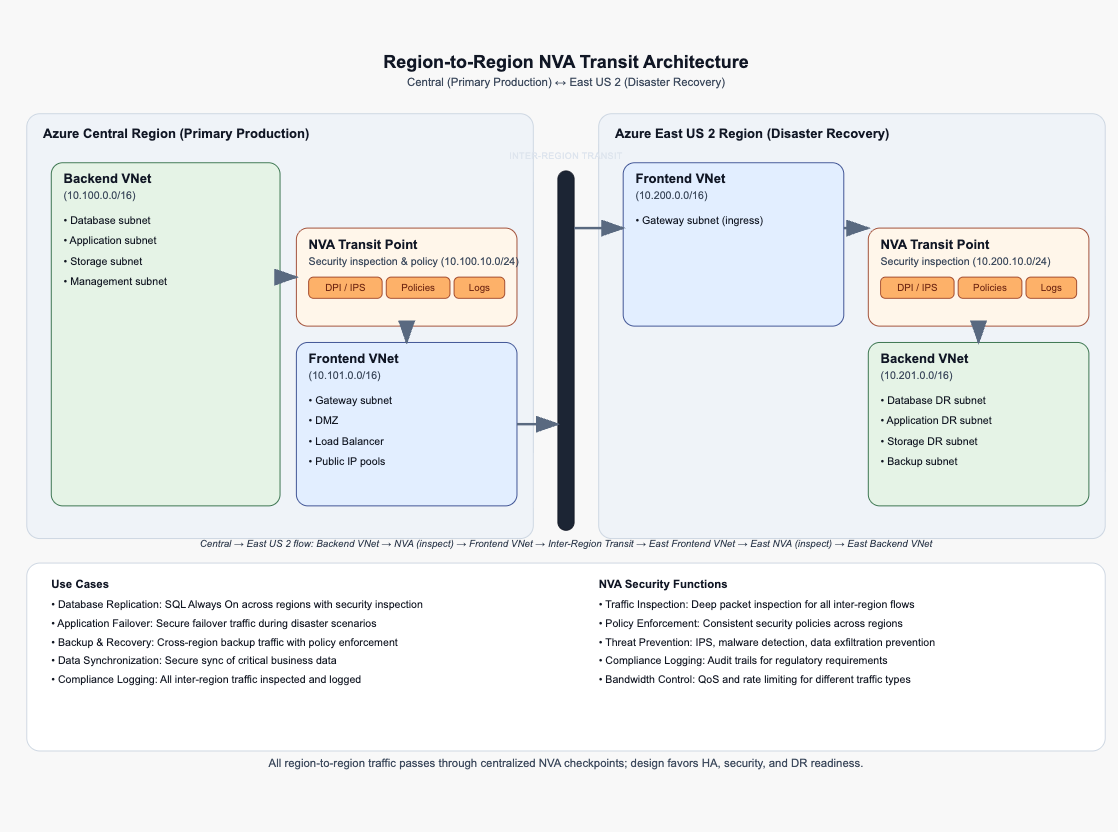 Region-to-Region NVA Transit Architecture
Central (Primary Production) ↔ East US 2 (Disaster Recovery)
Azure Central Region (Primary Production)
Backend VNet
(10.100.0.0/16)
• Database subnet
• Application subnet
• Storage subnet
• Management subnet
NVA Transit Point
Security inspection & policy (10.100.10.0/24)
DPI / IPS
Policies
Logs
Frontend VNet
(10.101.0.0/16)
• Gateway subnet
• DMZ
• Load Balancer
• Public IP pools
INTER-REGION TRANSIT
Azure East US 2 Region (Disaster Recovery)
Frontend VNet
(10.200.0.0/16)
• Gateway subnet (ingress)
NVA Transit Point
Security inspection (10.200.10.0/24)
DPI / IPS
Policies
Logs
Backend VNet
(10.201.0.0/16)
• Database DR subnet
• Application DR subnet
• Storage DR subnet
• Backup subnet
Central → East US 2 flow: Backend VNet → NVA (inspect) → Frontend VNet → Inter-Region Transit → East Frontend VNet → East NVA (inspect) → East Backend VNet
Use Cases
• Database Replication: SQL Always On across regions with security inspection
• Application Failover: Secure failover traffic during disaster scenarios
• Backup & Recovery: Cross-region backup traffic with policy enforcement
• Data Synchronization: Secure sync of critical business data
• Compliance Logging: All inter-region traffic inspected and logged
NVA Security Functions
• Traffic Inspection: Deep packet inspection for all inter-region flows
• Policy Enforcement: Consistent security policies across regions
• Threat Prevention: IPS, malware detection, data exfiltration prevention
• Compliance Logging: Audit trails for regulatory requirements
• Bandwidth Control: QoS and rate limiting for different traffic types
All region-to-region traffic passes through centralized NVA checkpoints; design favors HA, security, and DR readiness.